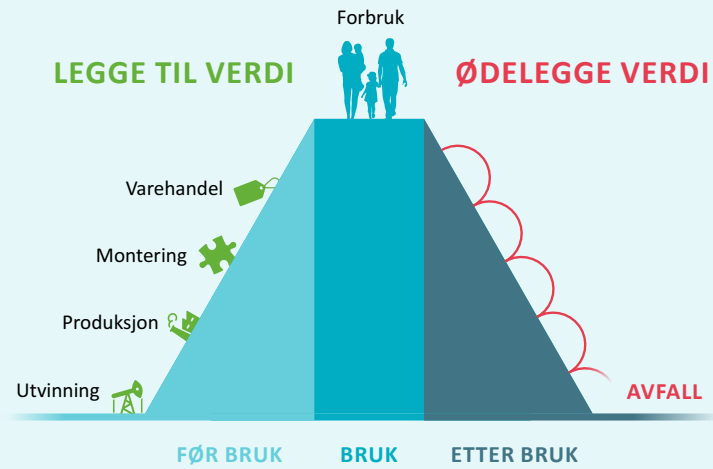 Forbruk
LEGGE TIL VERDI
ØDELEGGE VERDI
Varehandel
Montering
Produksjon
Utvinning
AVFALL
FØR BRUK
BRUK
ETTER BRUK